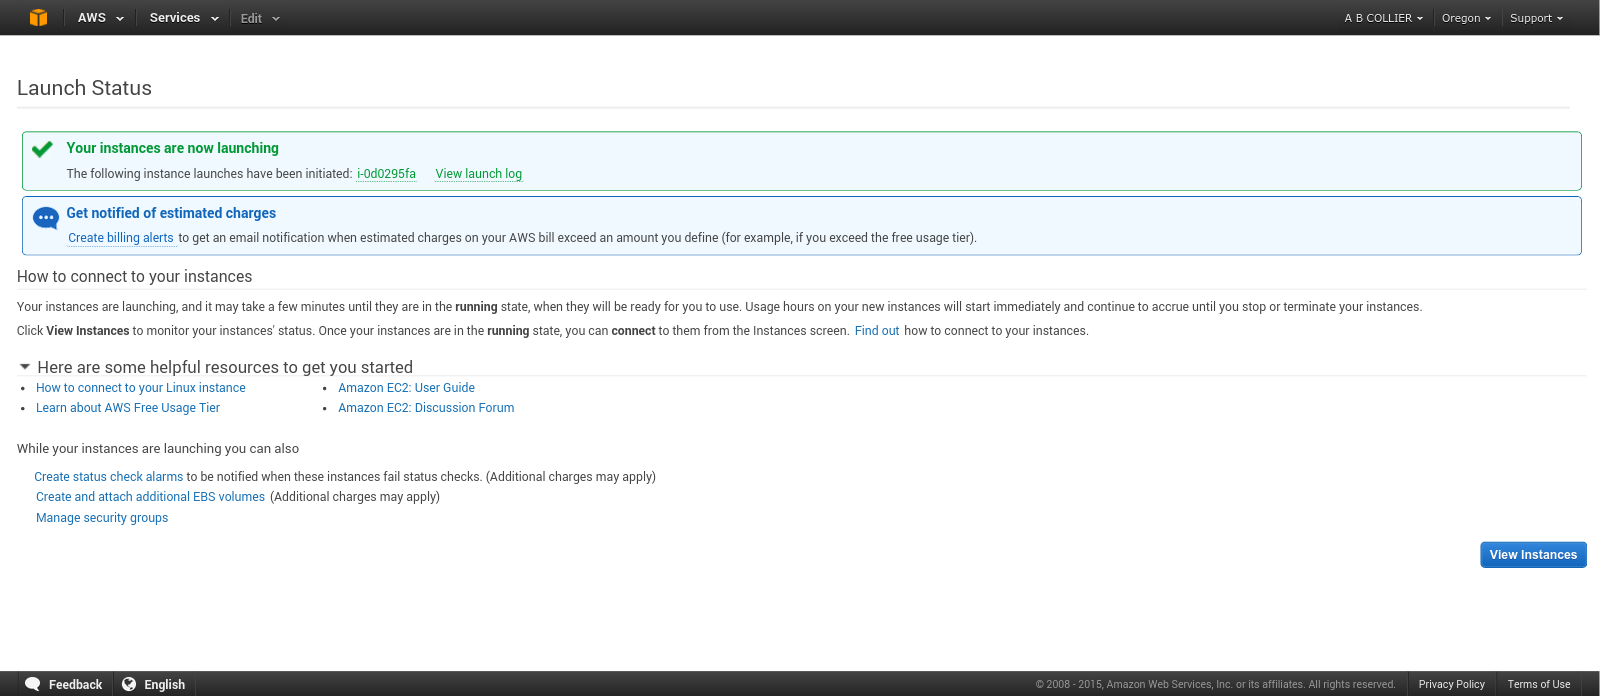 AWS Services Edit A B COLLIER Oregon Support
Launch Status
Your instances are now launching
The following instance launches have been initiated: i-0d0295fa View launch log
Get notified of estimated charges
Create billing alerts to get an email notification when estimated charges on your AWS bill exceed an amount you define (for example, if you exceed the free usage tier).
How to connect to your instances
Your instances are launching, and it may take a few minutes until they are in the running state, when they will be ready for you to use. Usage hours on your new instances will start immediately and continue to accrue until you stop or terminate your instances.
Click View Instances to monitor your instances' status. Once your instances are in the running state, you can connect to them from the Instances screen. Find out how to connect to your instances.
Here are some helpful resources to get you started
• How to connect to your Linux instance • Amazon EC2: User Guide
• Learn about AWS Free Usage Tier • Amazon EC2: Discussion Forum
While your instances are launching you can also
Create status check alarms to be notified when these instances fail status checks. (Additional charges may apply)
Create and attach additional EBS volumes (Additional charges may apply)
Manage security groups
View Instances
Feedback English © 2008 - 2015, Amazon Web Services, Inc. or its affiliates. All rights reserved. Privacy Policy Terms of Use